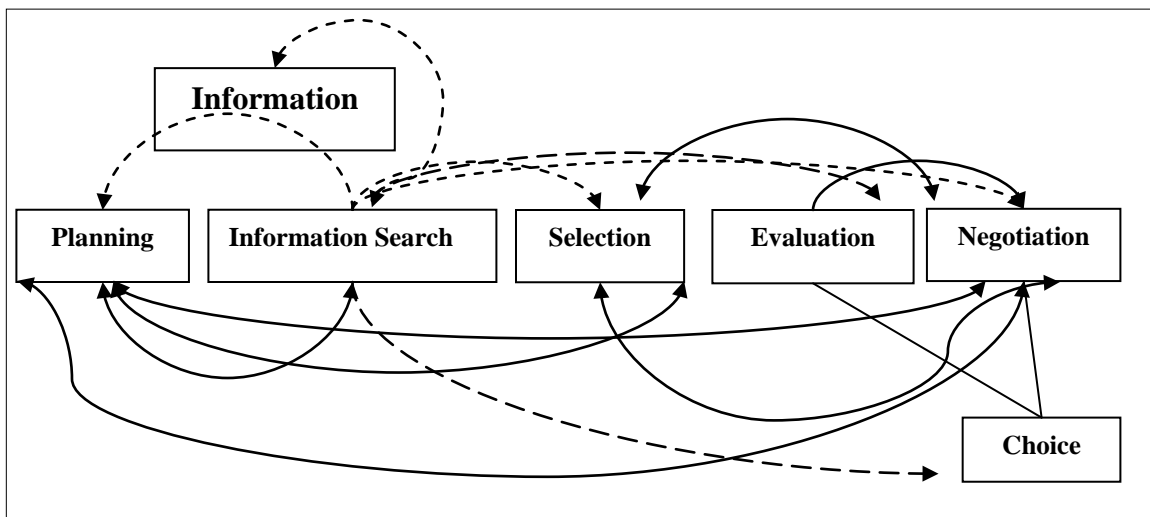 Information
Planning
Information Search
Selection
Evaluation
Negotiation
Choice